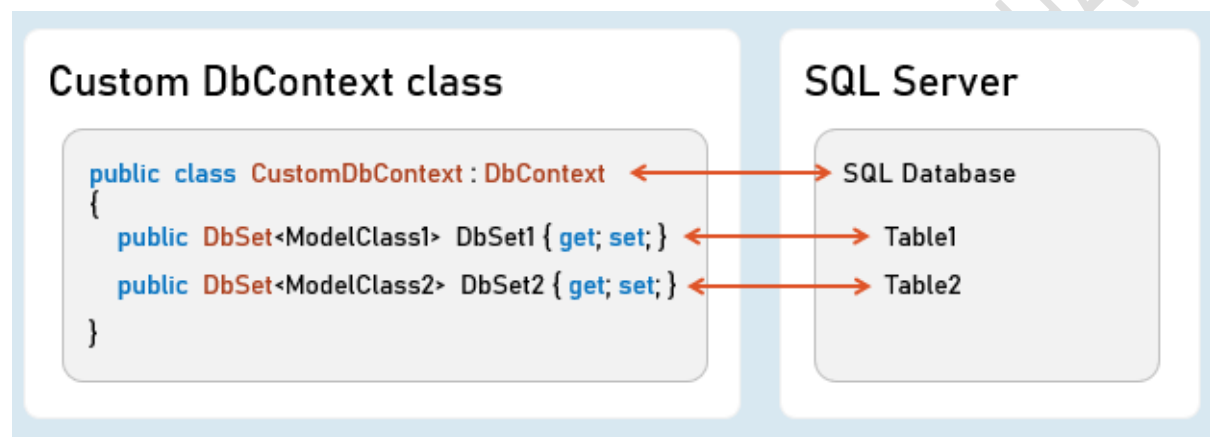 Custom DbContext class
public class CustomDbContext : DbContext
{
public DbSet<ModelClass1> DbSet1 { get; set; }
public DbSet<ModelClass2> DbSet2 { get; set; }
}
SQL Server
SQL Database
Table1
Table2